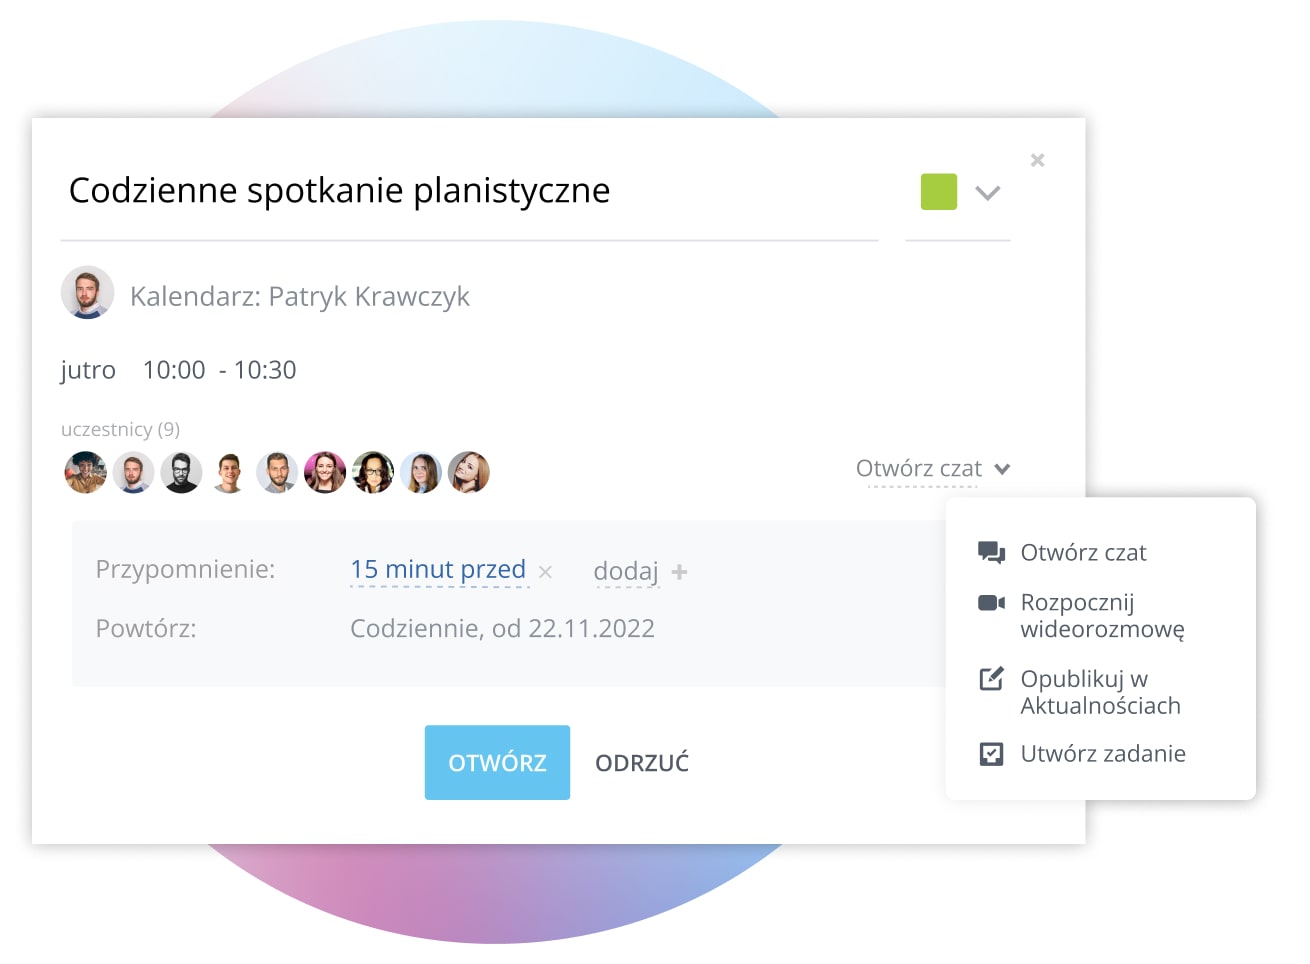 Codzienne spotkanie planistyczne
Kalendarz: Patryk Krawczyk
jutro 10:00 - 10:30
uczestnicy (9)
Otwórz czat
Przypomnienie: 15 minut przed dodaj
Powtórz: Codziennie, od 22.11.2022
OTWÓRZ ODRZUĆ
Otwórz czat
Rozpocznij
wideorozmowę
Opublikuj w
Aktualnościach
Utwórz zadanie